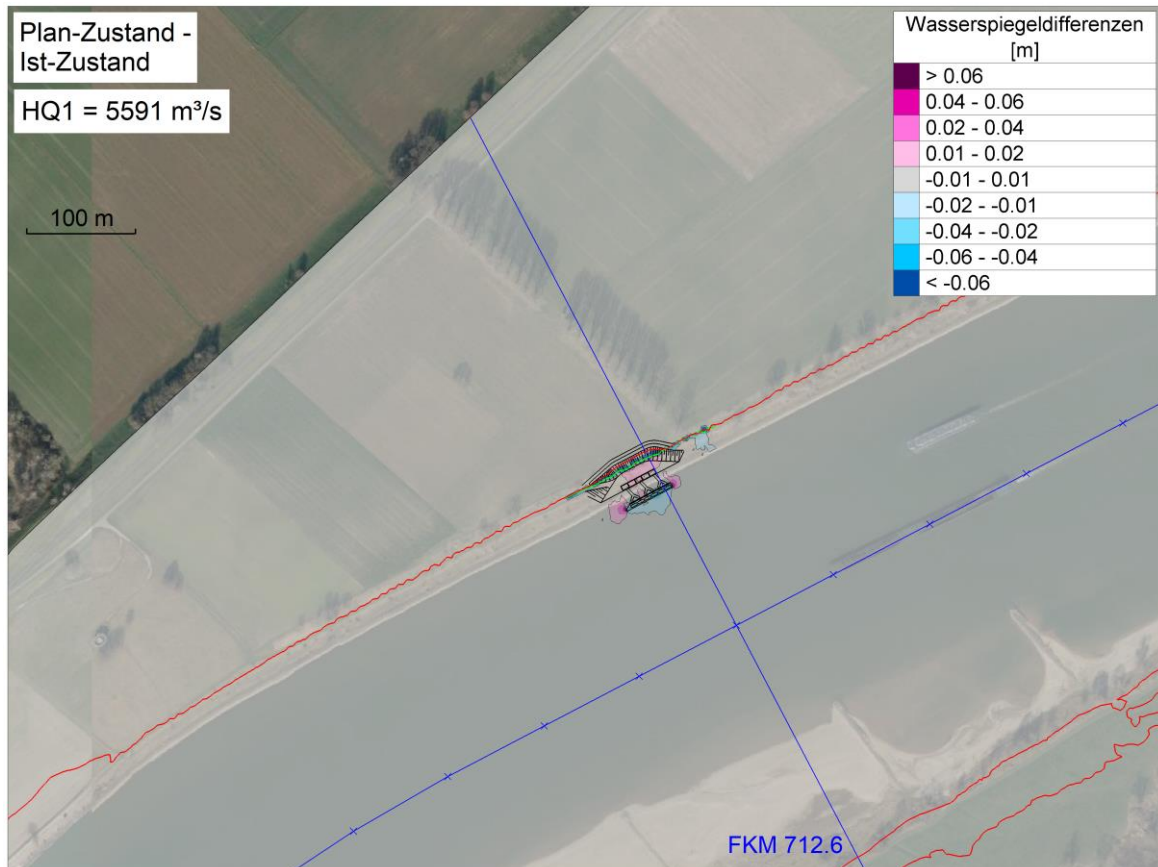 Plan-Zustand -
Ist-Zustand
HQ1 = 5591 m³/s
100 m
Wasserspiegeldifferenzen
[m]
> 0.06
0.04 - 0.06
0.02 - 0.04
0.01 - 0.02
-0.01 - 0.01
-0.02 - -0.01
-0.04 - -0.02
-0.06 - -0.04
< -0.06
FKM 712.6